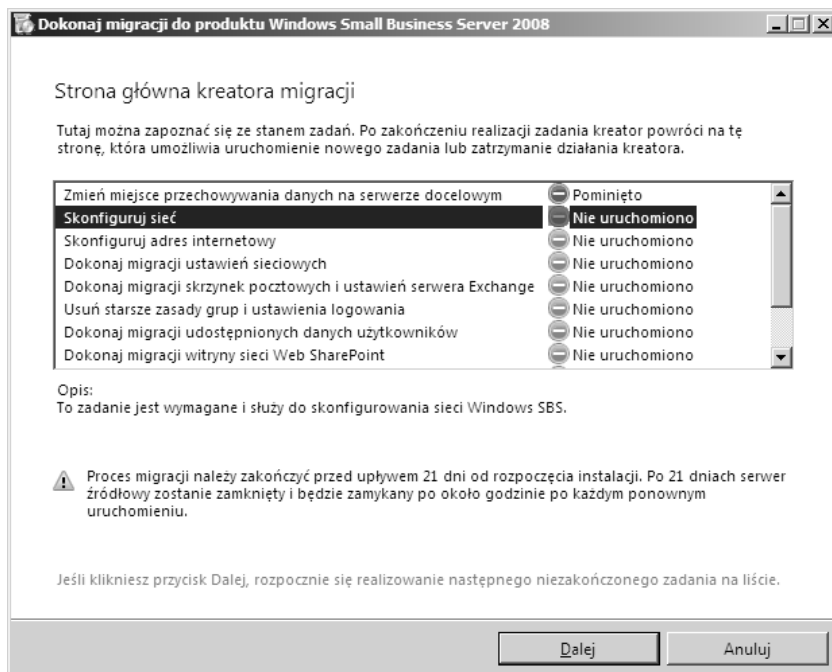 Dokonaj migracji do produktu Windows Small Business Server 2008
Strona główna kreatora migracji
Tutaj można zapoznać się ze stanem zadań. Po zakończeniu realizacji zadania kreator powróci na tę
stronę, która umożliwia uruchomienie nowego zadania lub zatrzymanie działania kreatora.
Zmień miejsce przechowywania danych na serwerze docelowym Pominięto
Skonfiguruj sieć Nie uruchomiono
Skonfiguruj adres internetowy Nie uruchomiono
Dokonaj migracji ustawień sieciowych Nie uruchomiono
Dokonaj migracji skrzynek pocztowych i ustawień serwera Exchange Nie uruchomiono
Usuń starsze zasady grup i ustawienia logowania Nie uruchomiono
Dokonaj migracji udostępnionych danych użytkowników Nie uruchomiono
Dokonaj migracji witryny sieci Web SharePoint Nie uruchomiono
Opis:
To zadanie jest wymagane i służy do skonfigurowania sieci Windows SBS.
Proces migracji należy zakończyć przed upływem 21 dni od rozpoczęcia instalacji. Po 21 dniach serwer
źródłowy zostanie zamknięty i będzie zamykany po około godzinie po każdym ponownym
uruchomieniu.
Jeśli klikniesz przycisk Dalej, rozpocznie się realizowanie następnego niezakończonego zadania na liście.
Dalej Anuluj